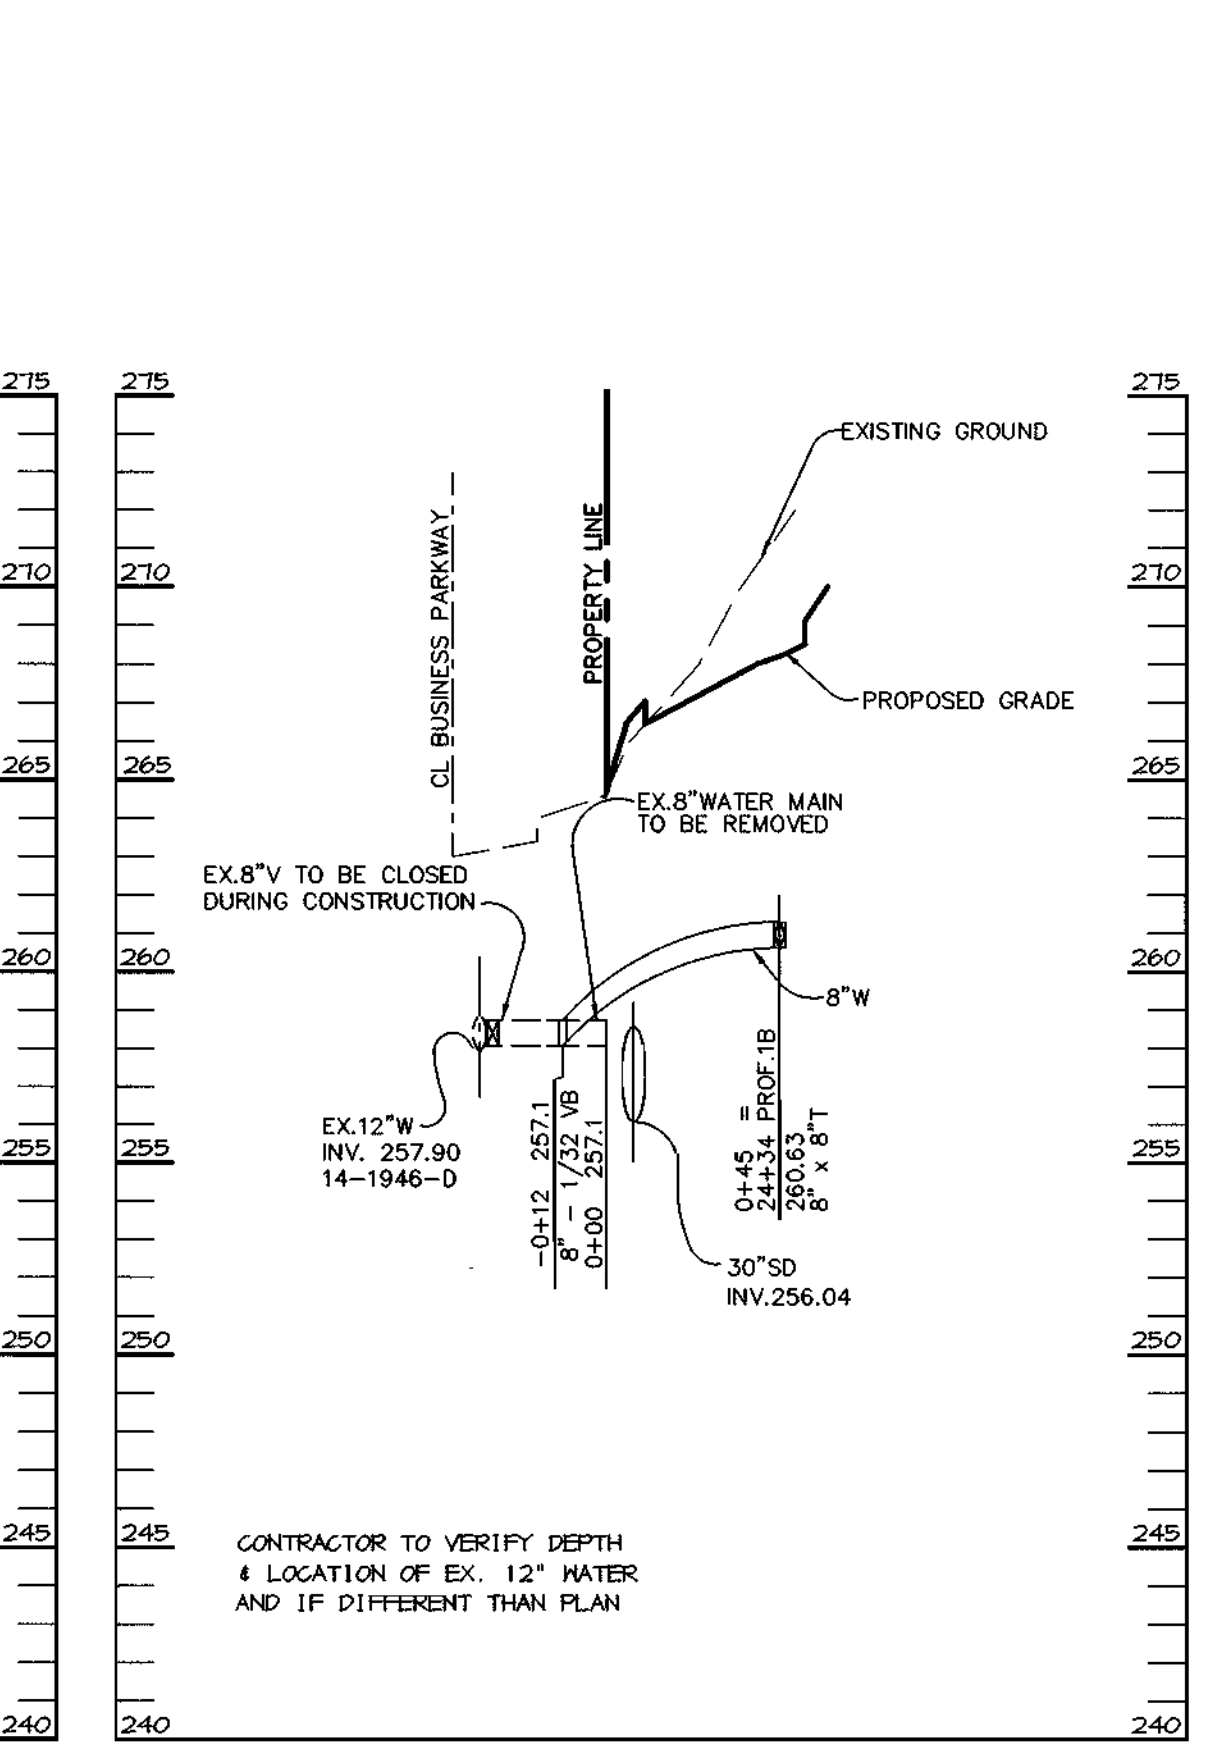 275 275 275
EXISTING GROUND
270 270 270
CL BUSINESS PARKWAY
PROPERTY LINE
PROPOSED GRADE
265 265 265
EX.8"WATER MAIN
TO BE REMOVED
EX.8"V TO BE CLOSED
DURING CONSTRUCTION
260 260 260
8"W
EX.12"W
INV. 257.90
14-1946-D
-0+12 257.1
8" - 1/32 VB
0+00 257.1
0+45 =
24+34 PROF.1B
260.63
8" x 8"T
255 255 255
30"SD
INV.256.04
250 250 250
245 245 245
CONTRACTOR TO VERIFY DEPTH
& LOCATION OF EX. 12" WATER
AND IF DIFFERENT THAN PLAN
240 240 240